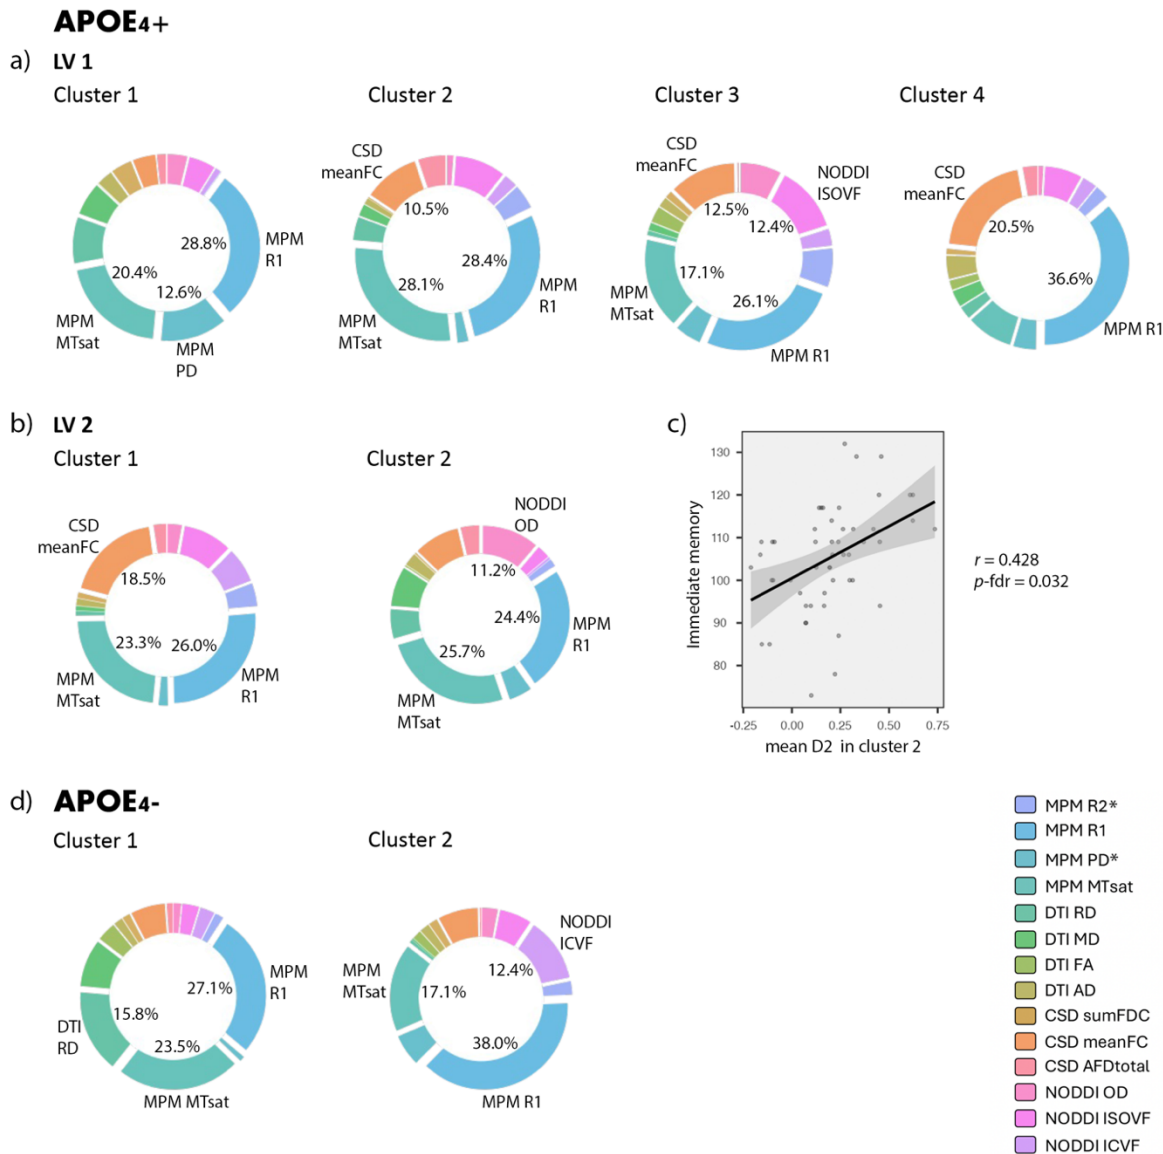 APOE4+
a) LV 1
Cluster 1
Cluster 2
Cluster 3
Cluster 4
28.8%
20.4%
12.6%
MPM
R1
MPM
MTsat
MPM
PD
CSD
meanFC
10.5%
28.4%
28.1%
MPM
R1
MPM
MTsat
CSD
meanFC
NODDI
ISOVF
12.5%
12.4%
17.1%
26.1%
MPM
MTsat
MPM R1
CSD
meanFC
20.5%
36.6%
MPM R1
b) LV 2
Cluster 1
Cluster 2
CSD
meanFC
18.5%
23.3%
26.0%
MPM
MTsat
MPM
R1
NODDI
OD
11.2%
24.4%
25.7%
MPM
R1
MPM
MTsat
c)
130
120
110
100
90
80
Immediate memory
-0.25
0.00
0.25
0.50
0.75
mean D2 in cluster 2
r = 0.428
p-fdr = 0.032
d) APOE4-
Cluster 1
Cluster 2
MPM
R1
27.1%
15.8%
23.5%
DTI
RD
MPM MTsat
NODDI
ICVF
12.4%
MPM
MTsat
17.1%
38.0%
MPM R1
MPM R2*
MPM R1
MPM PD*
MPM MTsat
DTI RD
DTI MD
DTI FA
DTI AD
CSD sumFDC
CSD meanFC
CSD AFDtotal
NODDI OD
NODDI ISOVF
NODDI ICVF